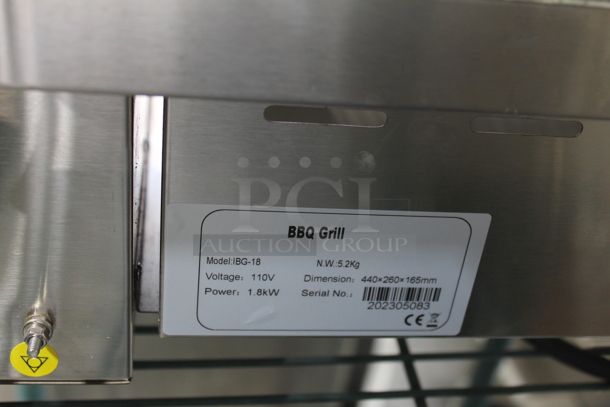 PCI
AUCTION GROUP
BBQ Grill
Model:IBG-18 N.W.:5.2Kg
Voltage: 110V Dimension: 440×260×165mm
Power: 1.8kW Serial No.:
202305083
CE